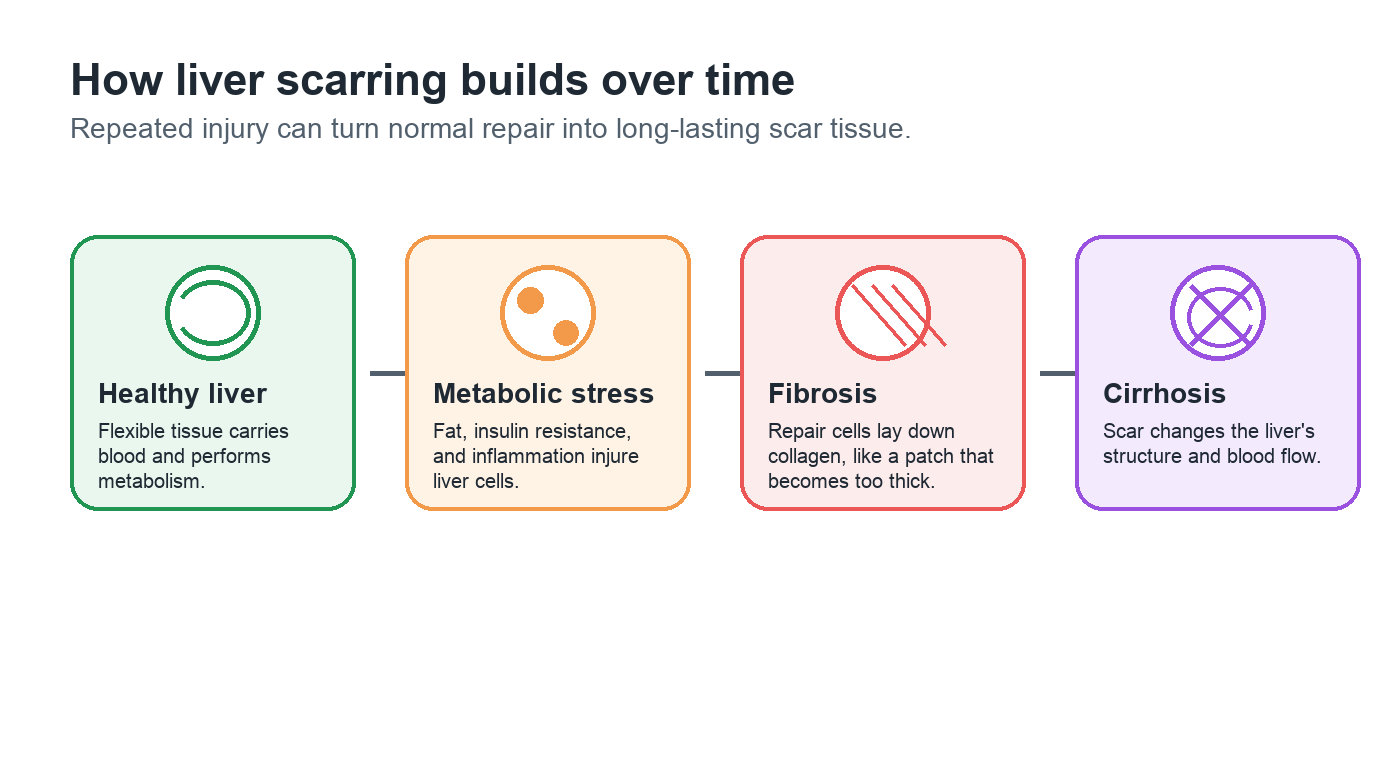 How liver scarring builds over time
Repeated injury can turn normal repair into long-lasting scar tissue.
Healthy liver
Flexible tissue carries
blood and performs
metabolism.
Metabolic stress
Fat, insulin resistance,
and inflammation injure
liver cells.
Fibrosis
Repair cells lay down
collagen, like a patch that
becomes too thick.
Cirrhosis
Scar changes the liver's
structure and blood flow.